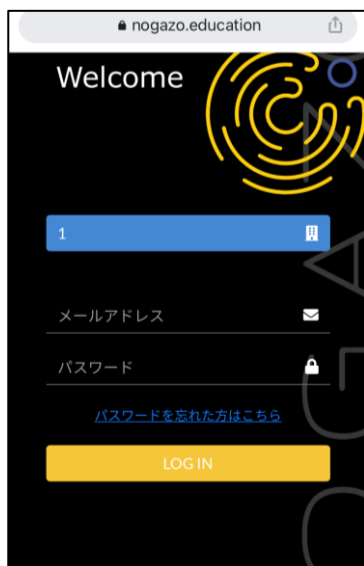 nogazo.education
Welcome
1
メールアドレス
パスワード
パスワードを忘れた方はこちら
LOG IN